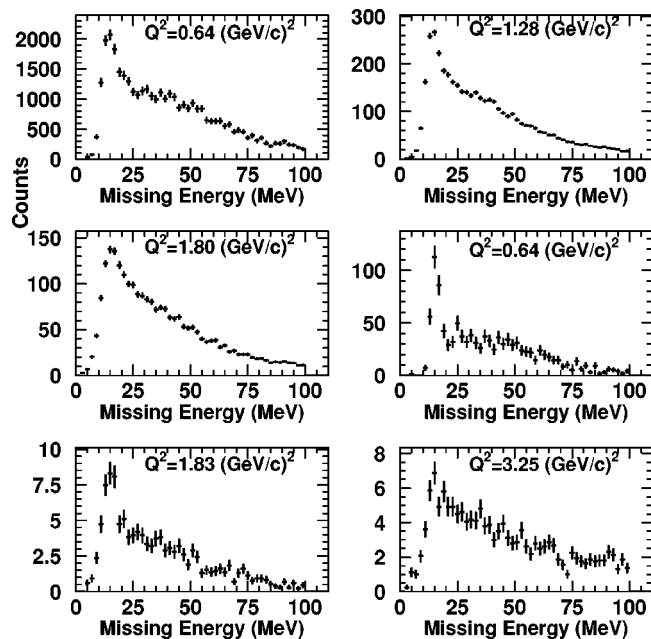 Counts
Q²=0.64 (GeV/c)²
2000
1500
1000
500
0
0 25 50 75 100
Missing Energy (MeV)
Q²=1.28 (GeV/c)²
300
200
100
0
0 25 50 75 100
Missing Energy (MeV)
Q²=1.80 (GeV/c)²
150
100
50
0
0 25 50 75 100
Missing Energy (MeV)
Q²=0.64 (GeV/c)²
100
50
0
0 25 50 75 100
Missing Energy (MeV)
Q²=1.83 (GeV/c)²
10
7.5
5
2.5
0
0 25 50 75 100
Missing Energy (MeV)
Q²=3.25 (GeV/c)²
8
6
4
2
0
0 25 50 75 100
Missing Energy (MeV)